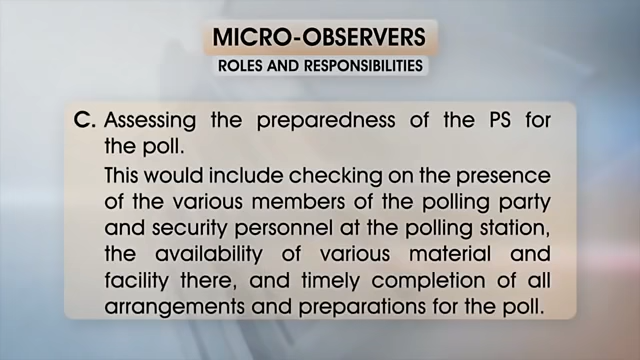 MICRO-OBSERVERS
ROLES AND RESPONSIBILITIES
C. Assessing the preparedness of the PS for
the poll.
This would include checking on the presence
of the various members of the polling party
and security personnel at the polling station,
the availability of various material and
facility there, and timely completion of all
arrangements and preparations for the poll.